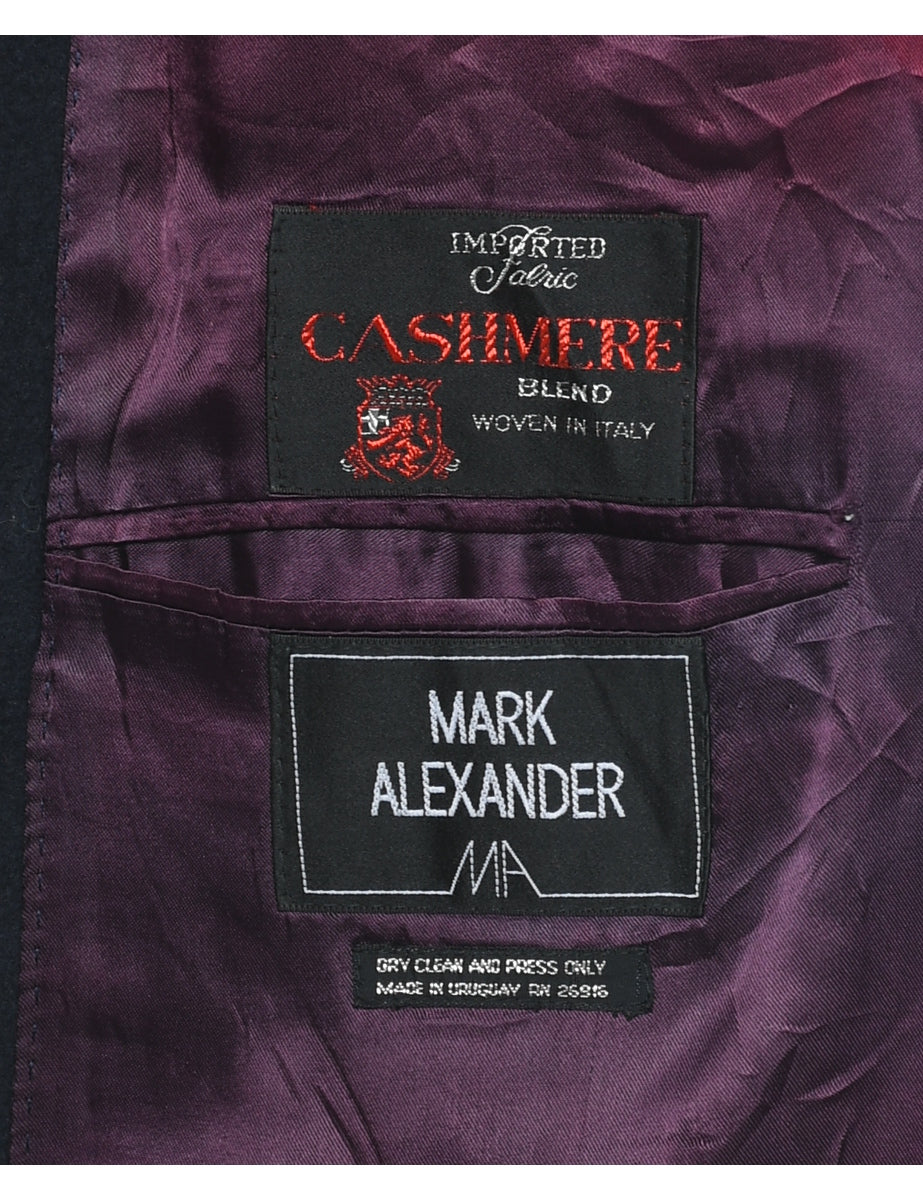 IMPORTED
Fabric
CASHMERE
BLEND
WOVEN IN ITALY
MARK
ALEXANDER
MA
DRY CLEAN AND PRESS ONLY
MADE IN URUGUAY RN 26916